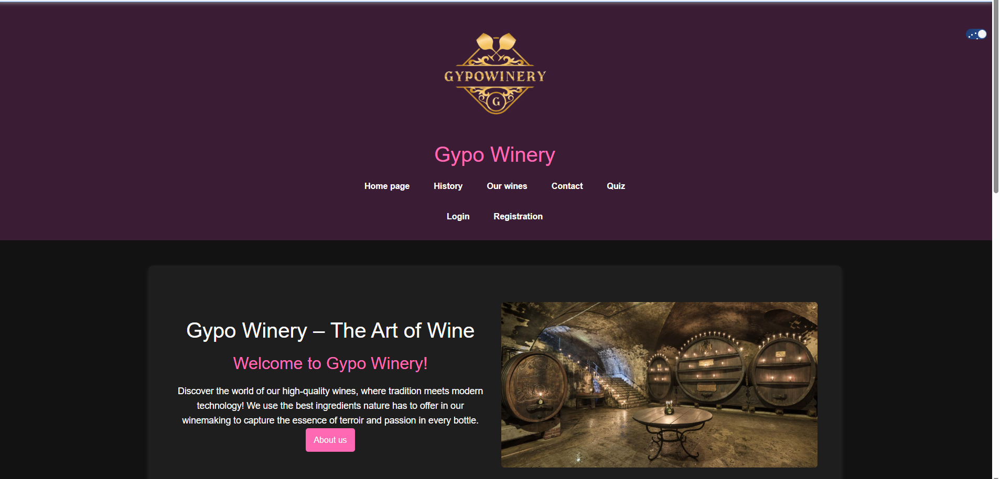 GYPOWINERY
G
Gypo Winery
Home page History Our wines Contact Quiz
Login Registration
Gypo Winery – The Art of Wine
Welcome to Gypo Winery!
Discover the world of our high-quality wines, where tradition meets modern
technology! We use the best ingredients nature has to offer in our
winemaking to capture the essence of terroir and passion in every bottle.
About us